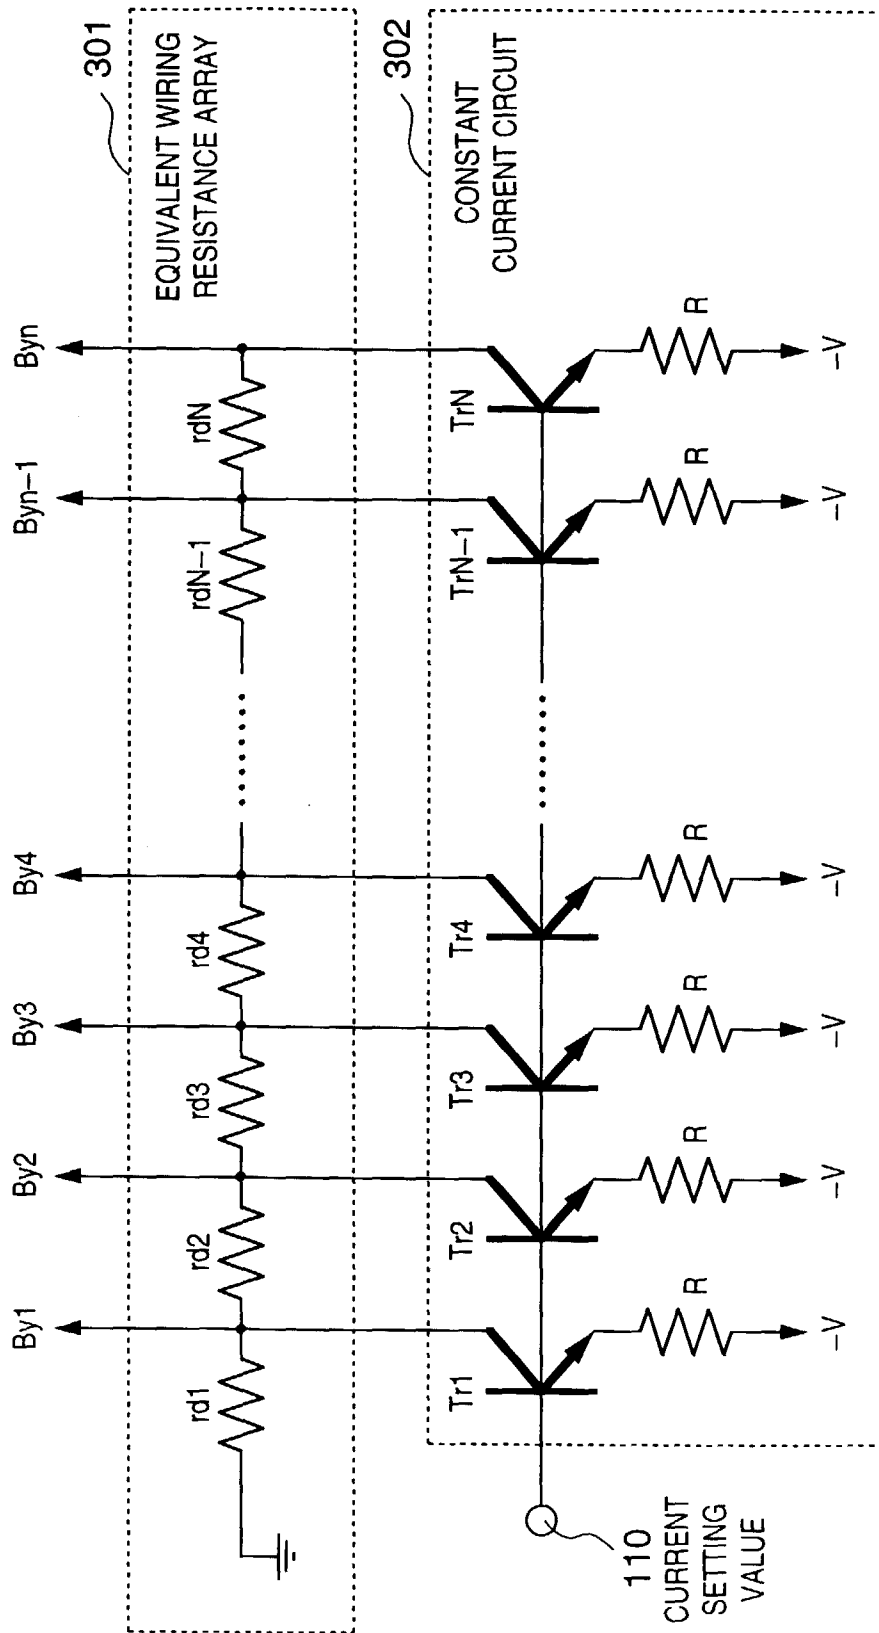 301
EQUIVALENT WIRING
RESISTANCE ARRAY
By1
By2
By3
By4
Byn-1
Byn
rd1
rd2
rd3
rd4
rdN-1
rdN
302
CONSTANT
CURRENT CIRCUIT
Tr1
Tr2
Tr3
Tr4
TrN-1
TrN
R
R
R
R
R
R
-V
-V
-V
-V
-V
-V
110
CURRENT
SETTING
VALUE